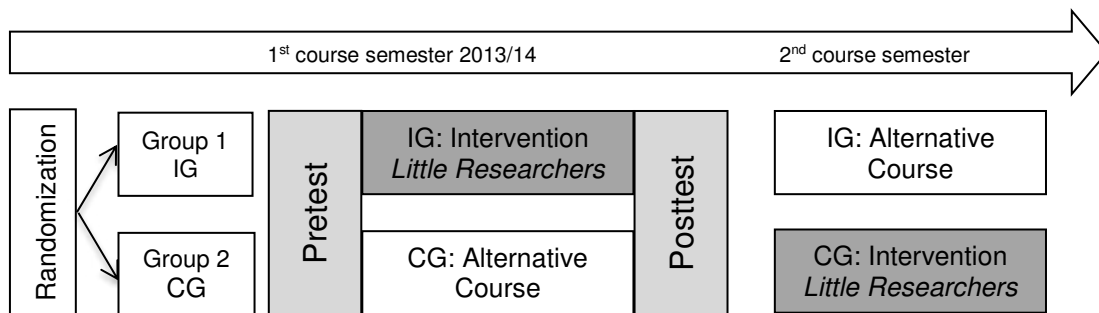 1st course semester 2013/14
2nd course semester
Randomization
Group 1
IG
Group 2
CG
Pretest
IG: Intervention
Little Researchers
CG: Alternative
Course
Posttest
IG: Alternative
Course
CG: Intervention
Little Researchers